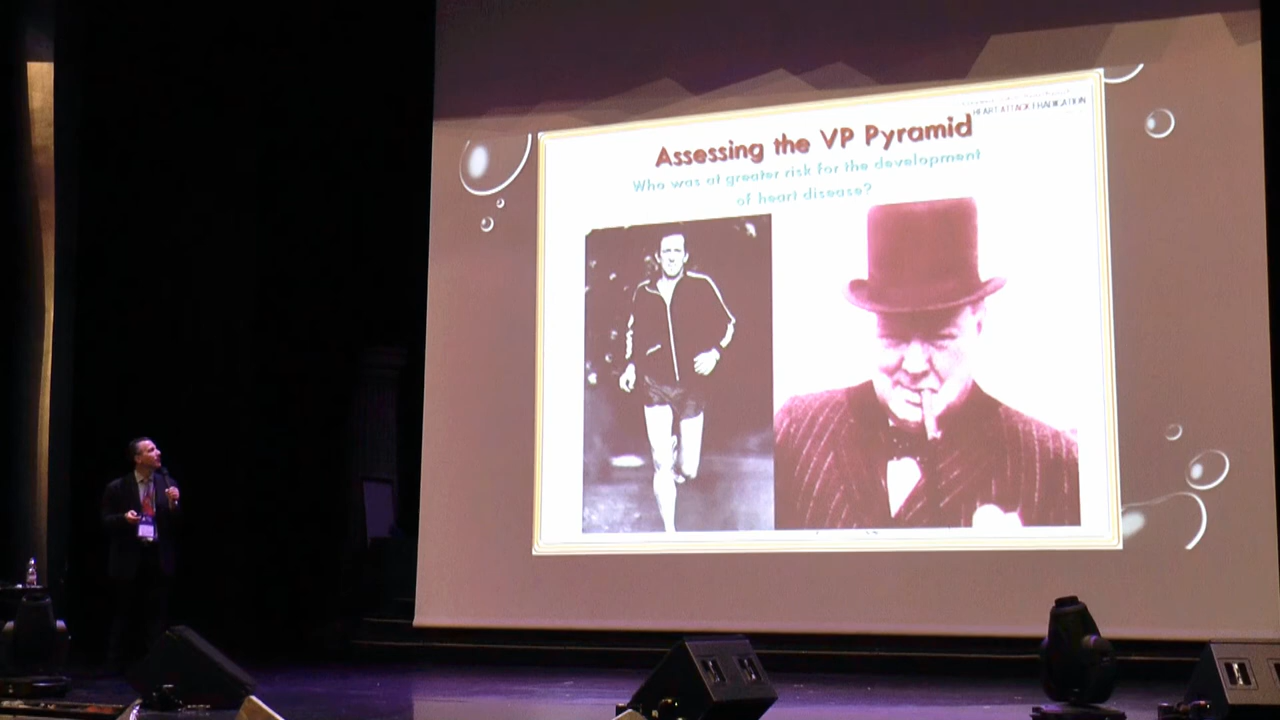 HEART ATTACK ERADICATION
Assessing the VP Pyramid
Who was at greater risk for the development
of heart disease?